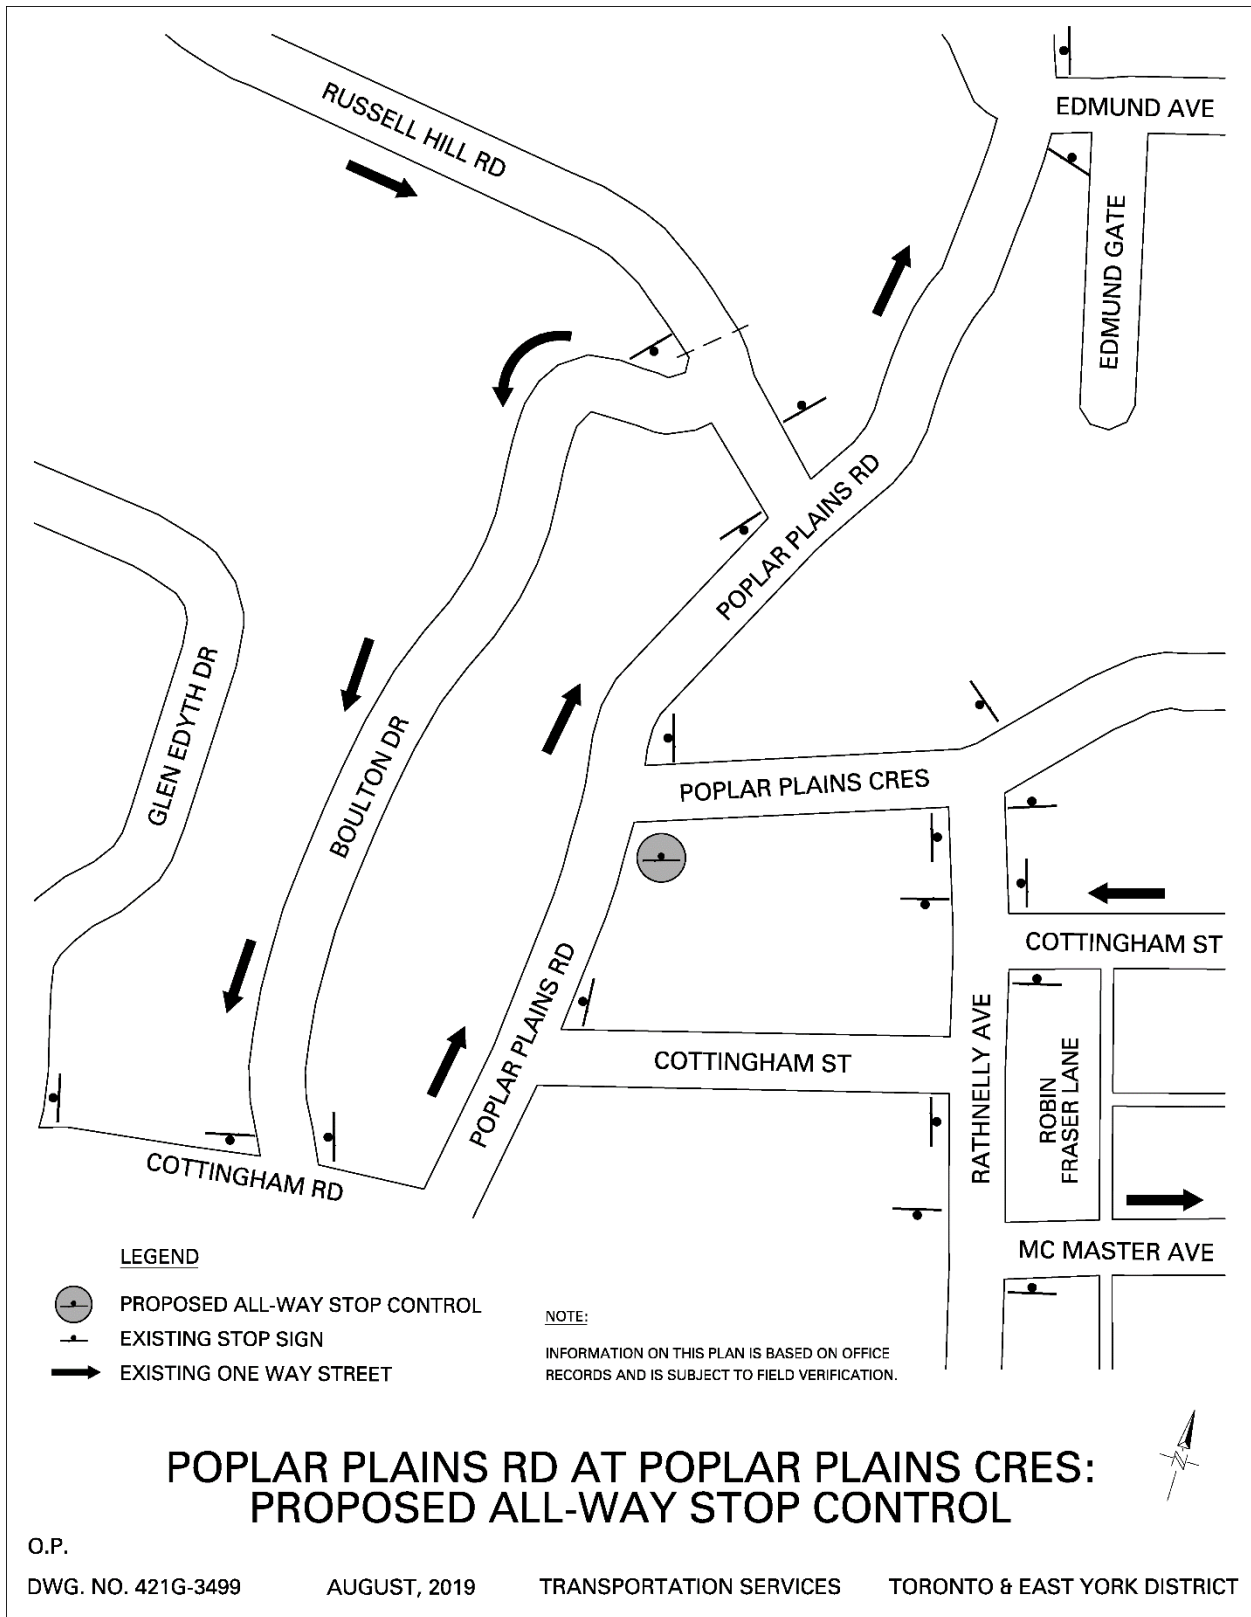 RUSSELL HILL RD
EDMUND AVE
EDMUND GATE
POPLAR PLAINS RD
GLEN EDYTH DR
BOULTON DR
POPLAR PLAINS CRES
COTTINGHAM ST
POPLAR PLAINS RD
COTTINGHAM ST
RATHNELLY AVE
ROBIN
FRASER LANE
COTTINGHAM RD
MC MASTER AVE
LEGEND
PROPOSED ALL-WAY STOP CONTROL
EXISTING STOP SIGN
EXISTING ONE WAY STREET
NOTE:
INFORMATION ON THIS PLAN IS BASED ON OFFICE
RECORDS AND IS SUBJECT TO FIELD VERIFICATION.
N
POPLAR PLAINS RD AT POPLAR PLAINS CRES:
PROPOSED ALL-WAY STOP CONTROL
O.P.
DWG. NO. 421G-3499 AUGUST, 2019 TRANSPORTATION SERVICES TORONTO & EAST YORK DISTRICT